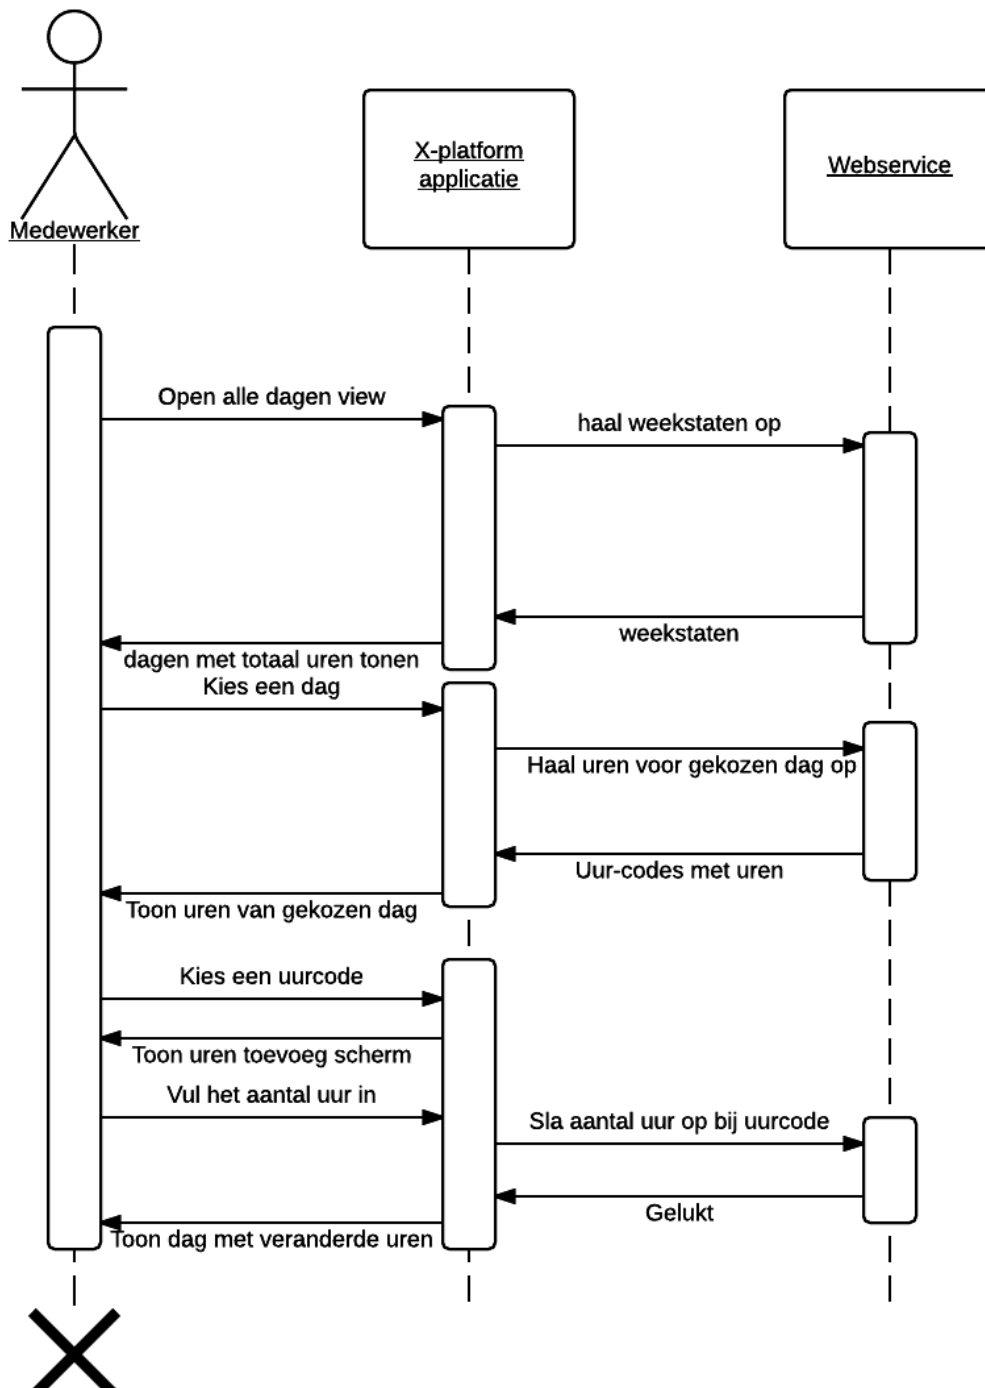 X-platform
applicatie
Webservice
Medewerker
Open alle dagen view
haal weekstaten op
weekstaten
dagen met totaal uren tonen
Kies een dag
Haal uren voor gekozen dag op
Uur-codes met uren
Toon uren van gekozen dag
Kies een uurcode
Toon uren toevoeg scherm
Vul het aantal uur in
Sla aantal uur op bij uurcode
Gelukt
Toon dag met veranderde uren